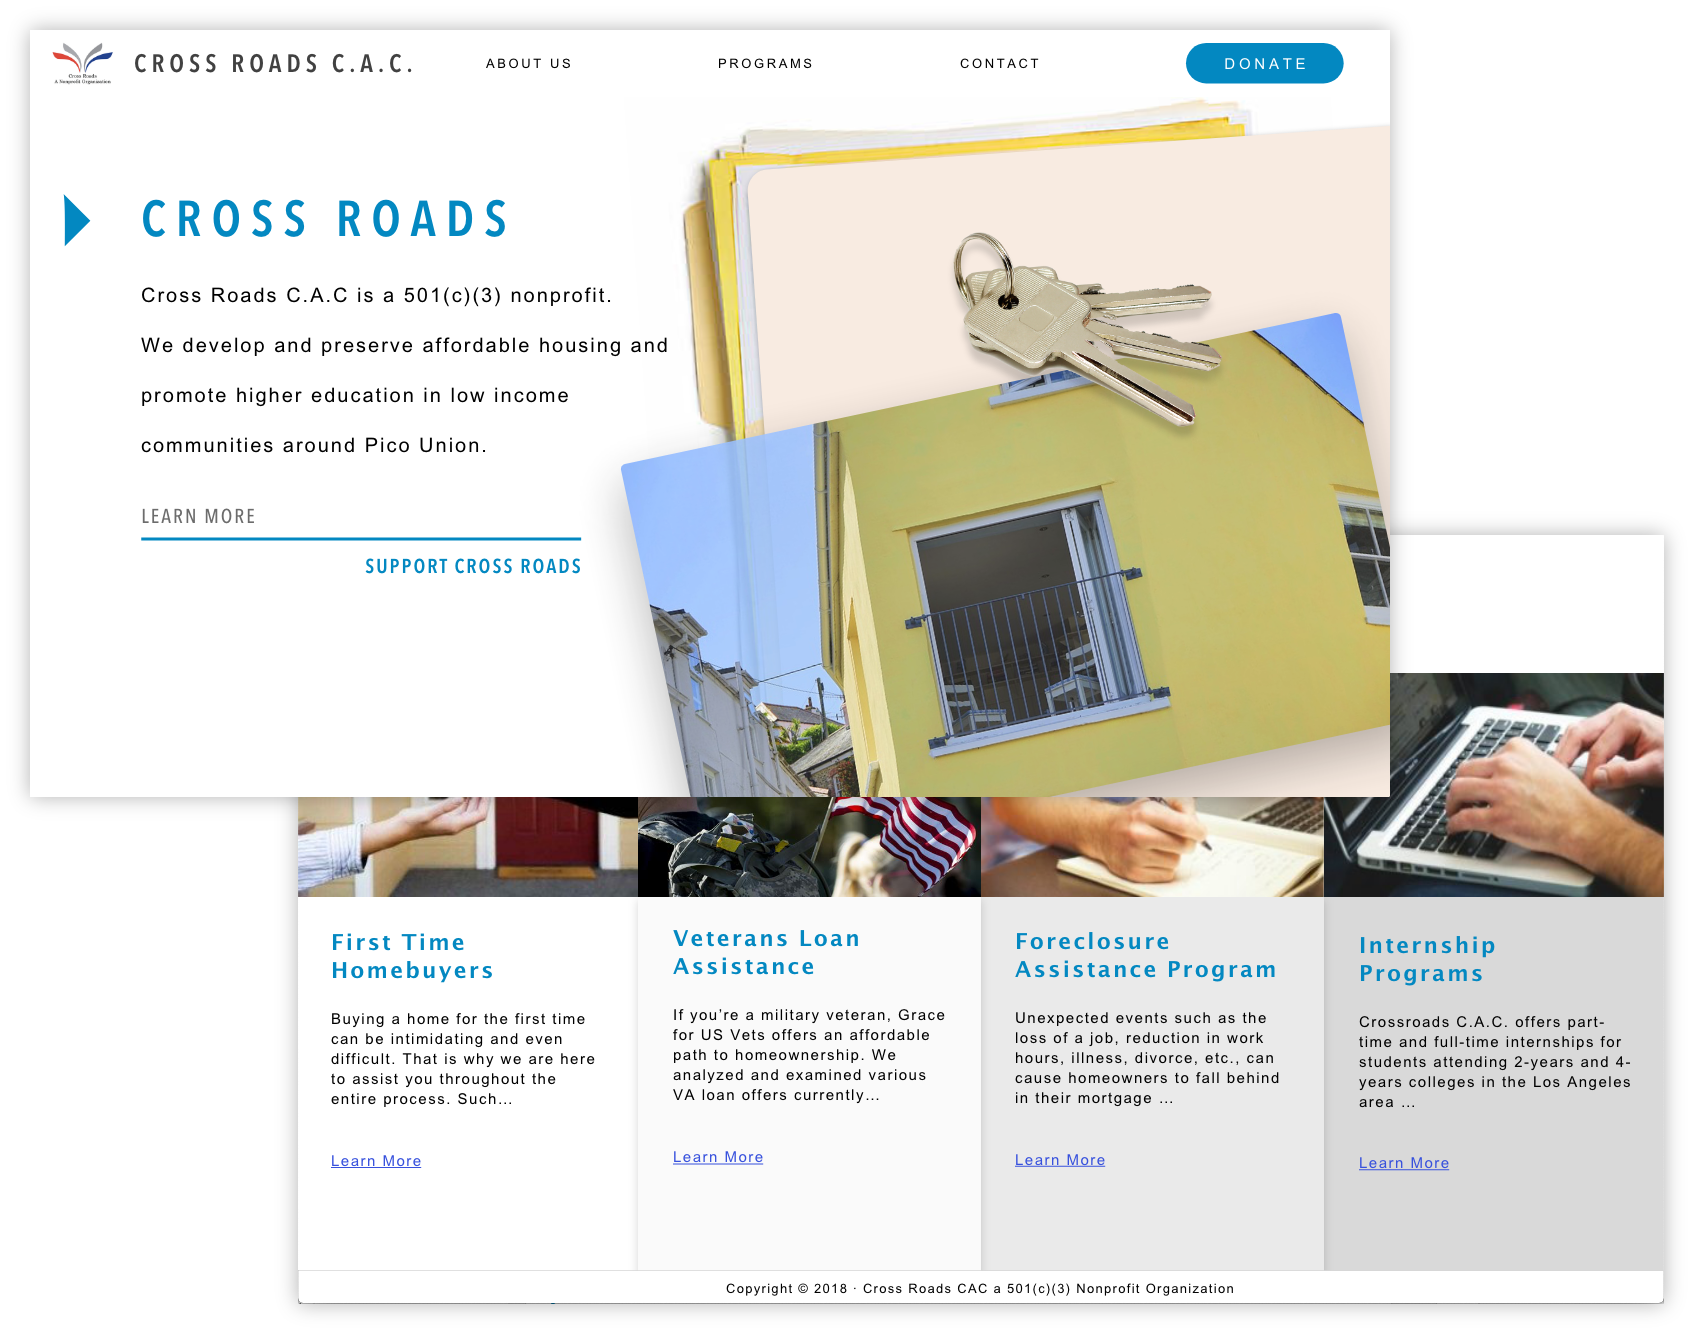 Cross Roads
A Nonprofit Organization
CROSS ROADS C.A.C.
ABOUT US
PROGRAMS
CONTACT
DONATE
CROSS ROADS
Cross Roads C.A.C is a 501(c)(3) nonprofit.
We develop and preserve affordable housing and
promote higher education in low income
communities around Pico Union.
LEARN MORE
SUPPORT CROSS ROADS
First Time
Homebuyers
Buying a home for the first time
can be intimidating and even
difficult. That is why we are here
to assist you throughout the
entire process. Such...
Learn More
Veterans Loan
Assistance
If you’re a military veteran, Grace
for US Vets offers an affordable
path to homeownership. We
analyzed and examined various
VA loan offers currently...
Learn More
Foreclosure
Assistance Program
Unexpected events such as the
loss of a job, reduction in work
hours, illness, divorce, etc., can
cause homeowners to fall behind
in their mortgage ...
Learn More
Internship
Programs
Crossroads C.A.C. offers part-
time and full-time internships for
students attending 2-years and 4-
years colleges in the Los Angeles
area ...
Learn More
Copyright © 2018 · Cross Roads CAC a 501(c)(3) Nonprofit Organization